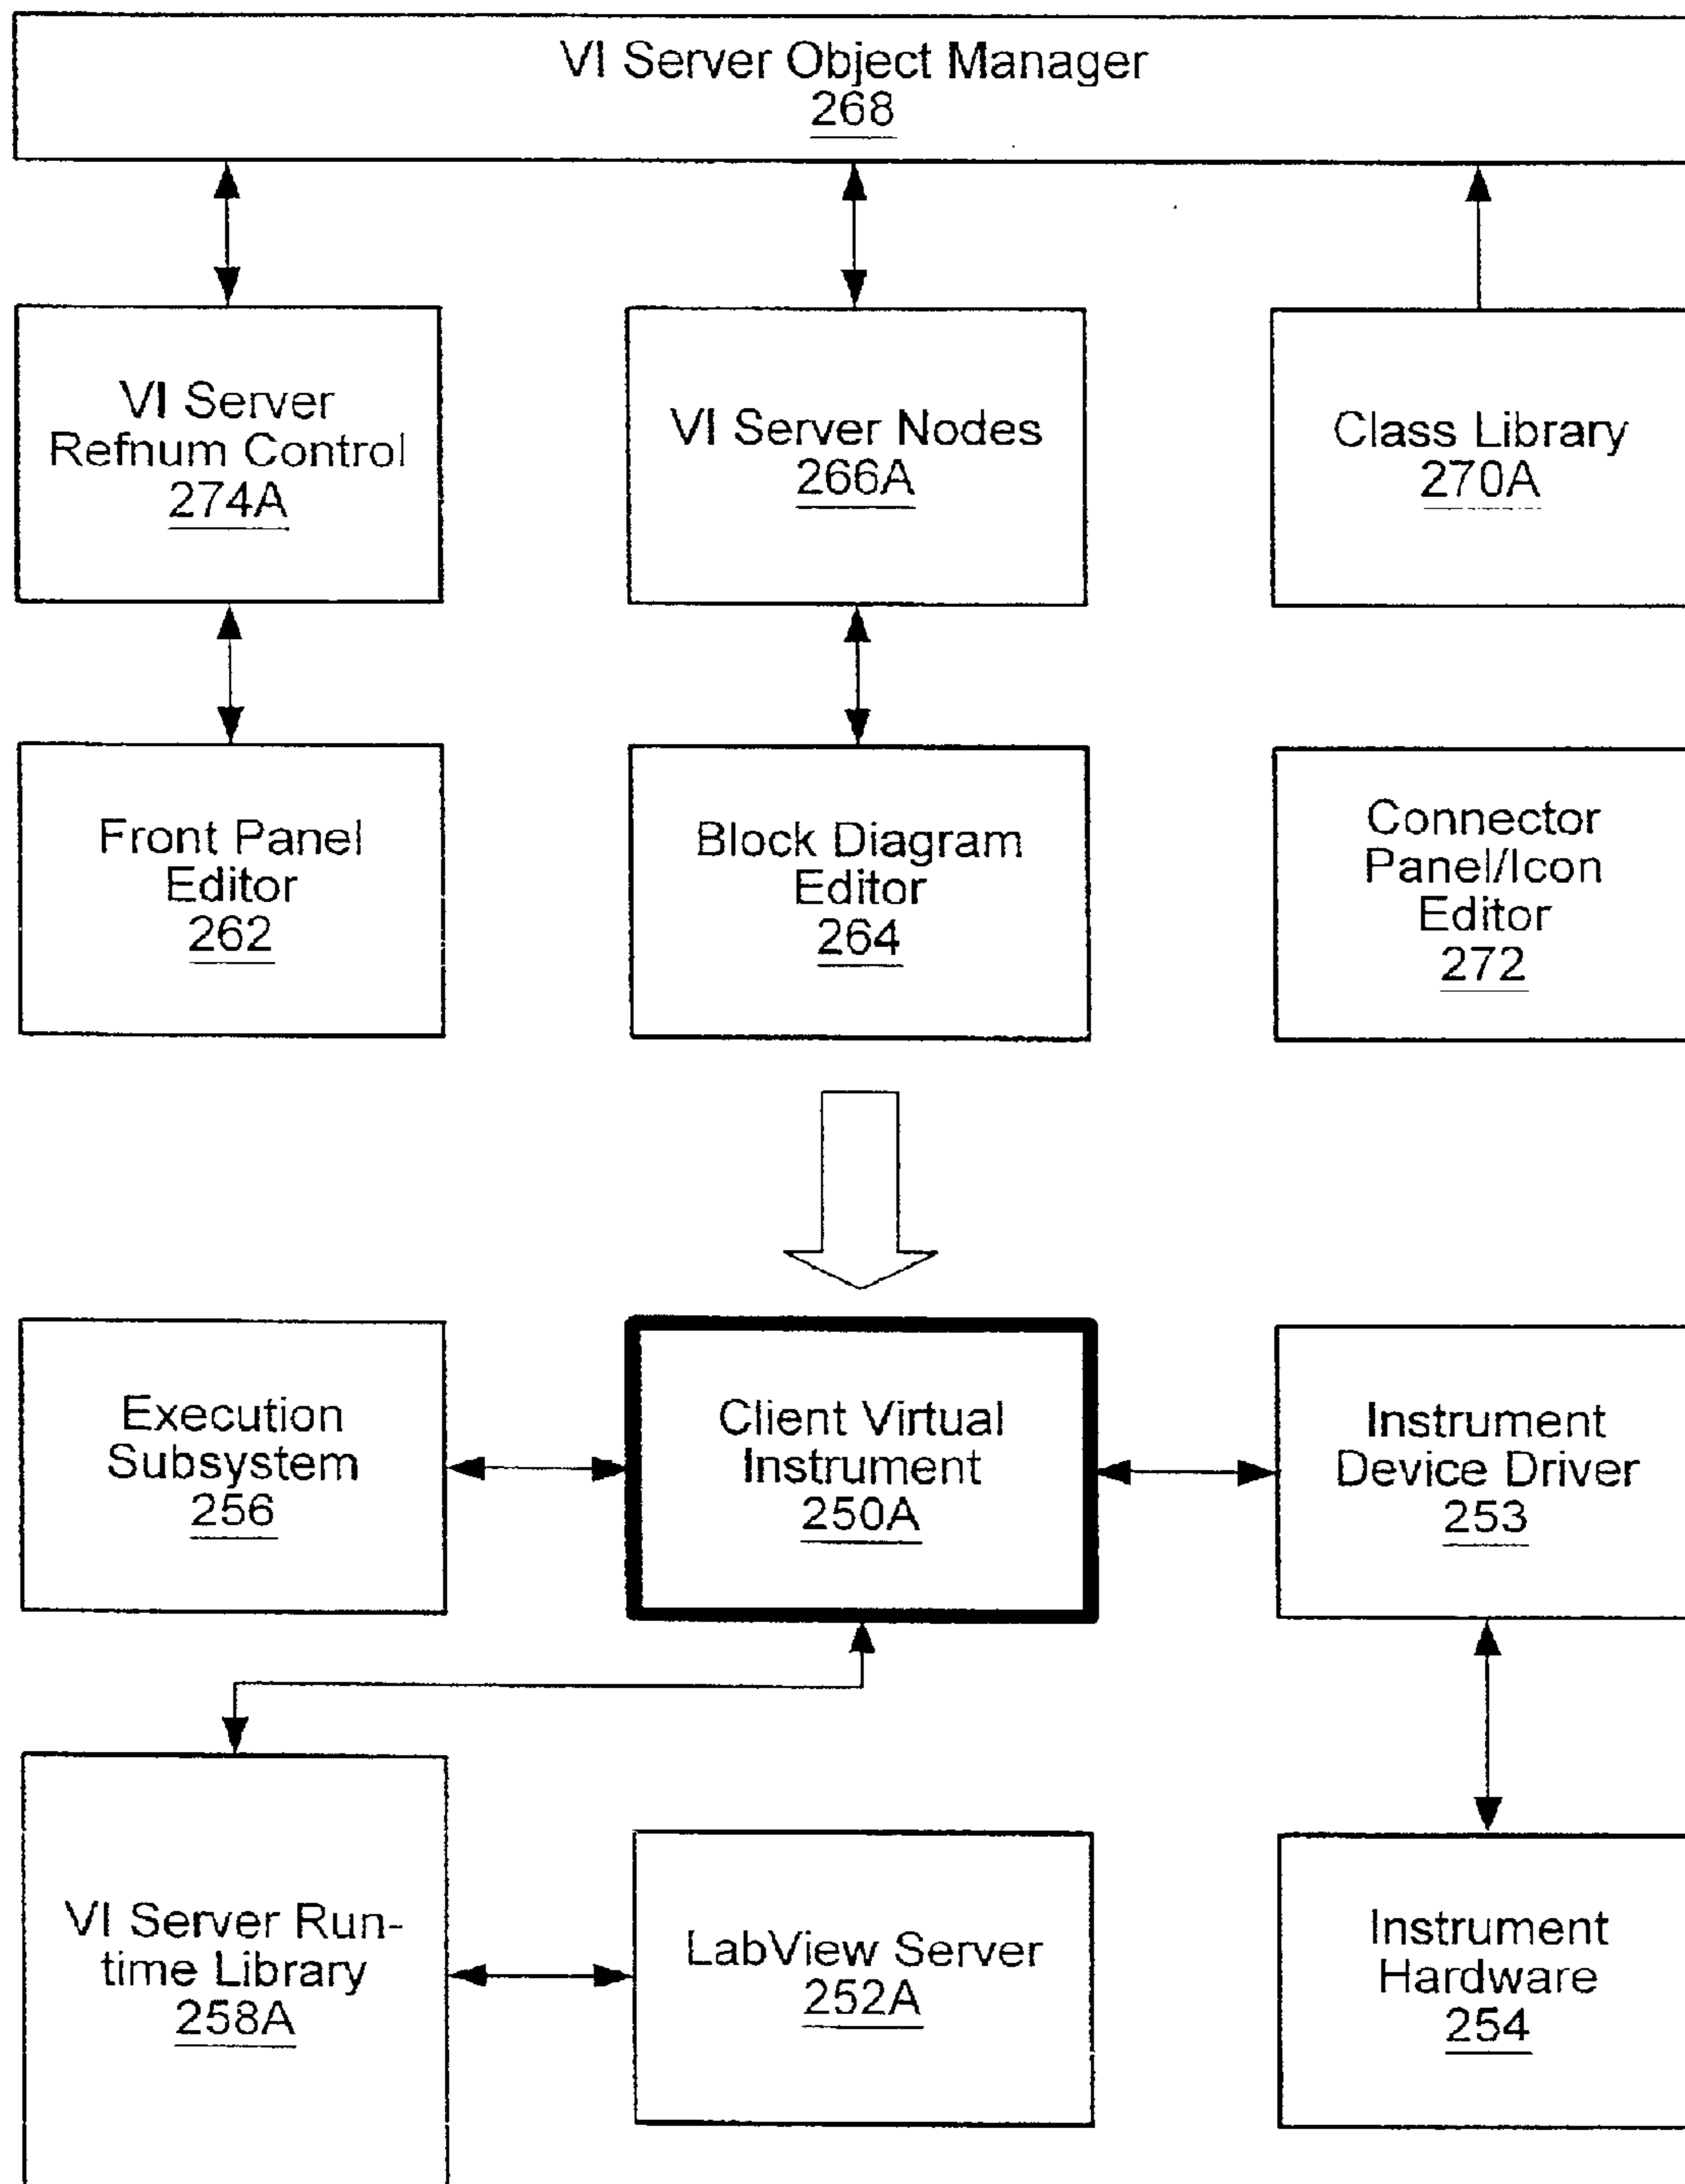 VI Server Object Manager
268
VI Server
Refnum Control
274A
VI Server Nodes
266A
Class Library
270A
Front Panel
Editor
262
Block Diagram
Editor
264
Connector
Panel/Icon
Editor
272
Execution
Subsystem
256
Client Virtual
Instrument
250A
Instrument
Device Driver
253
VI Server Run-
time Library
258A
LabView Server
252A
Instrument
Hardware
254